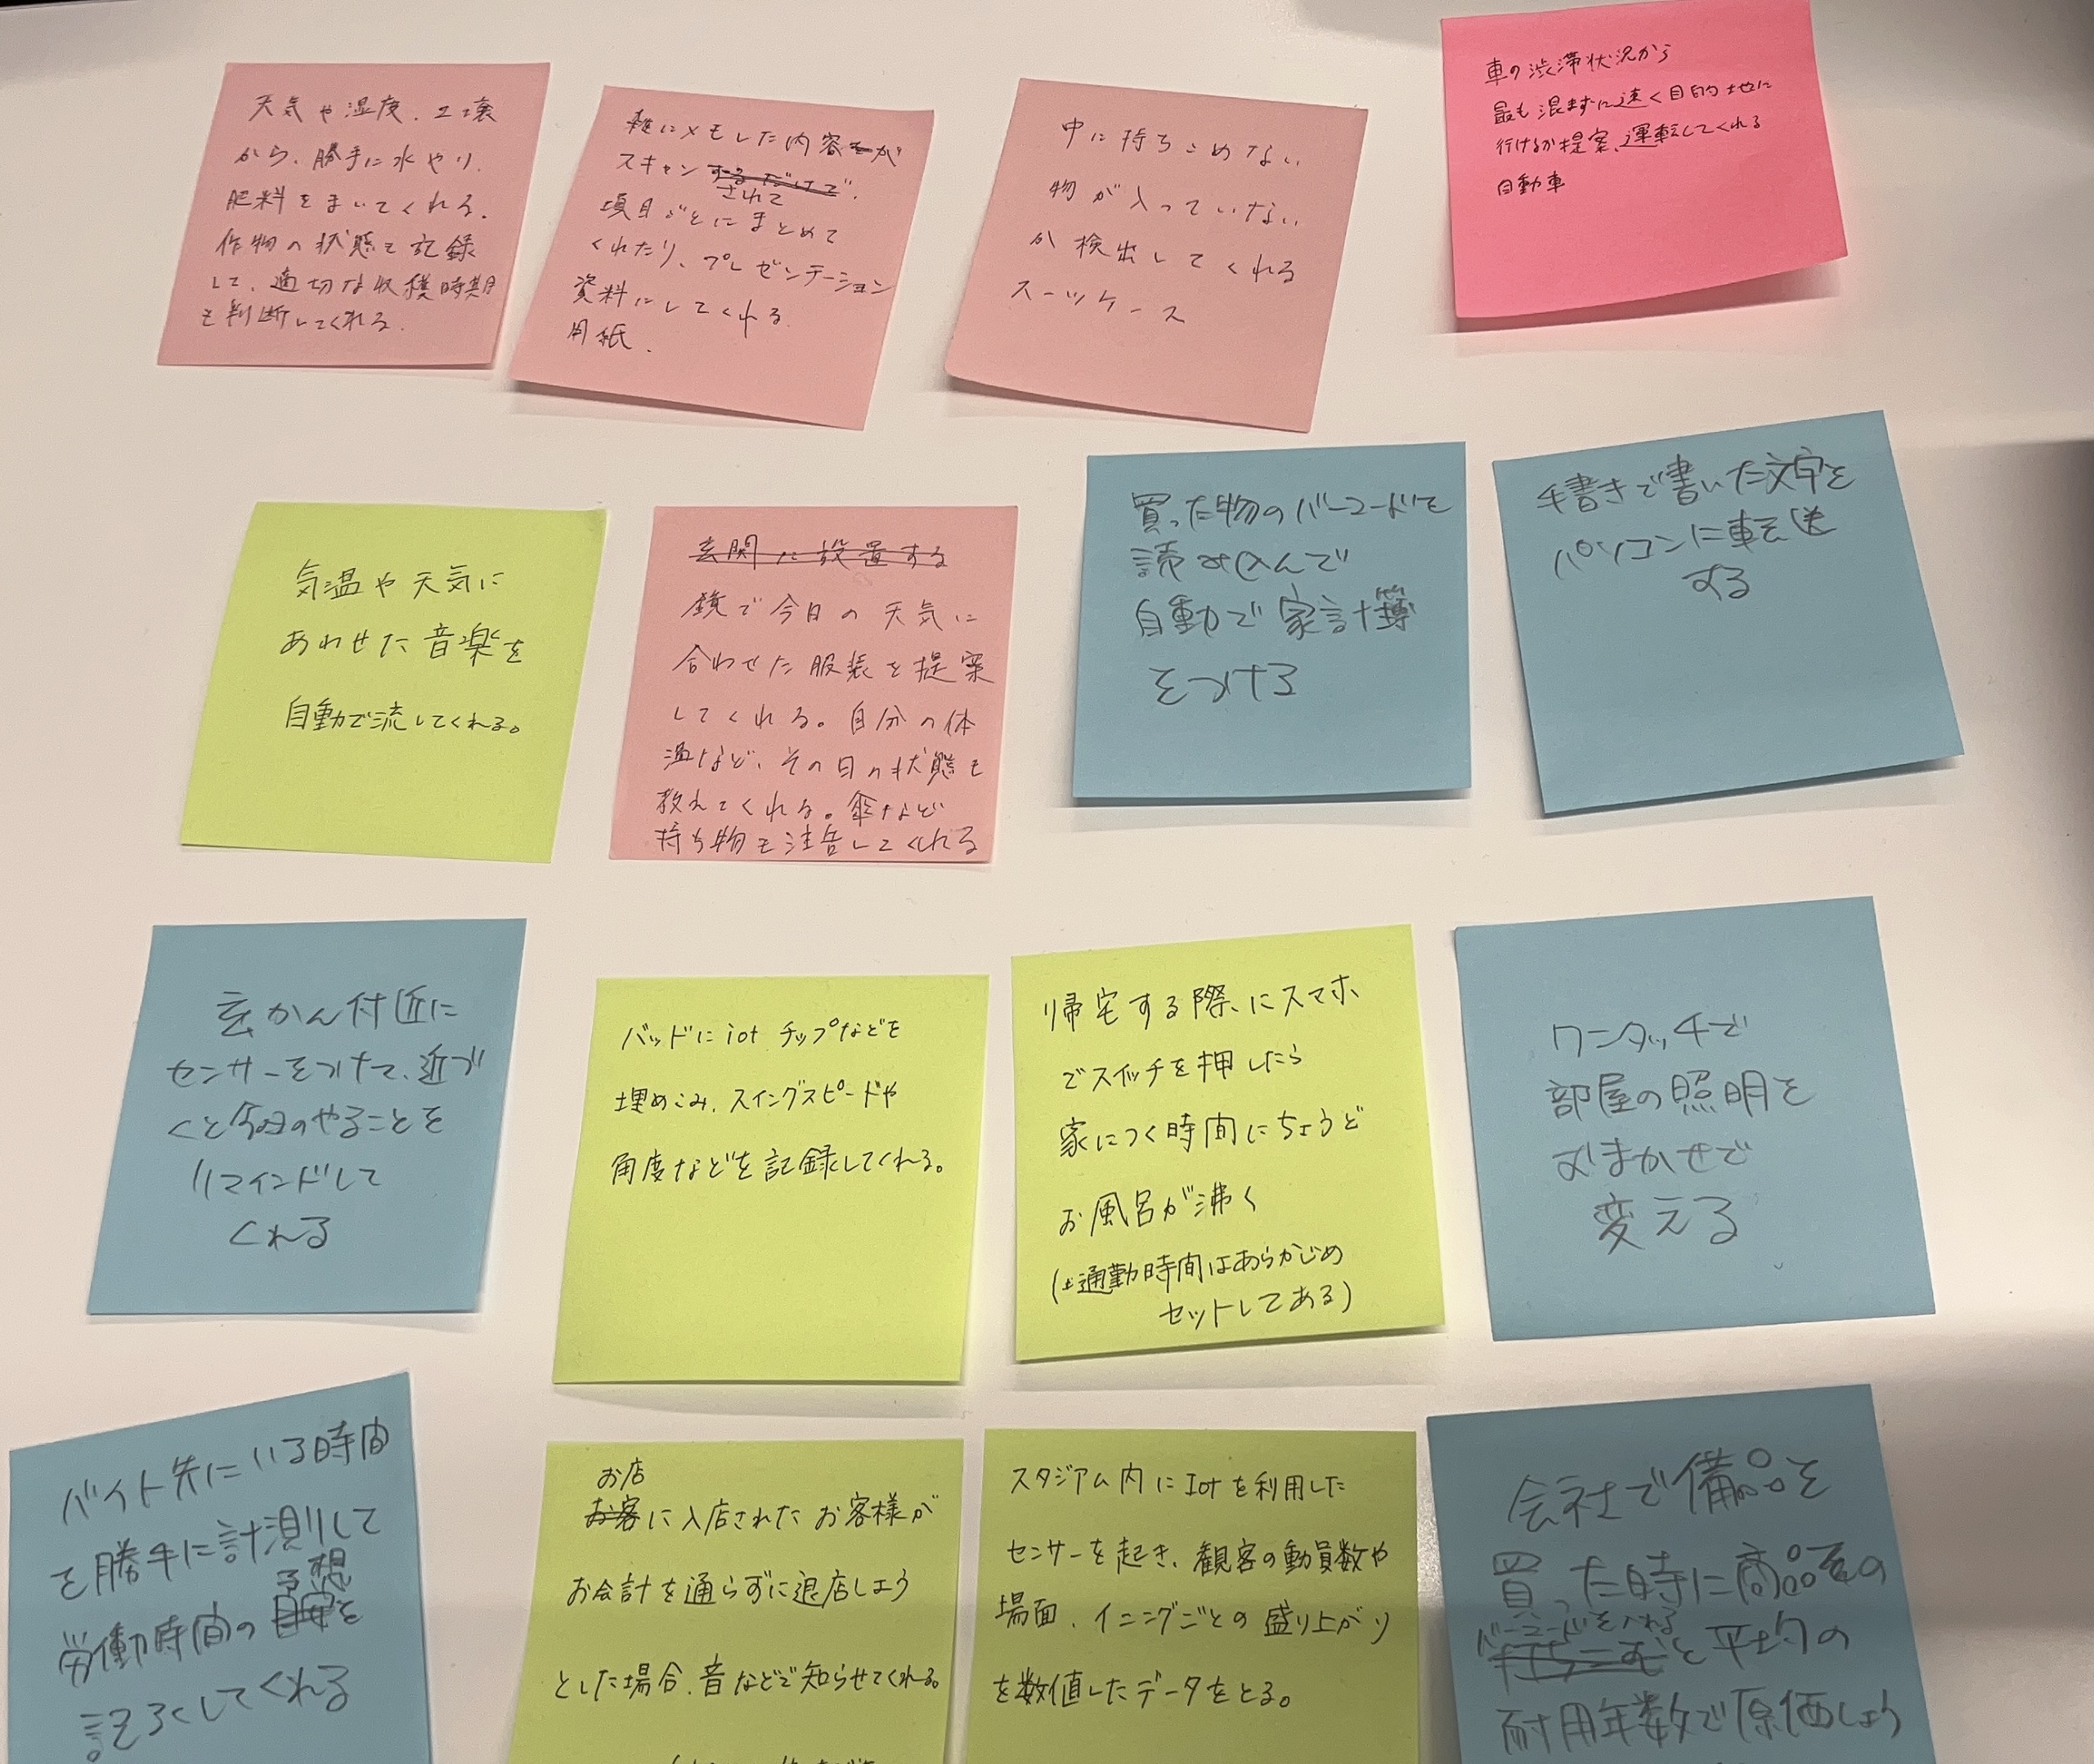 天気や湿度、土壌
から、勝手に水やり、
肥料をまいてくれる。
作物の状態も記録
して、適切な収穫時期
も判断してくれる。
雑にメモした内容をが
スキャンするだけで、
されて
項目ごとにまとめて
くれたり、プレゼンテーション
資料にしてくれる
用紙。
中に持ちこめない
物が入っていない
か検出してくれる
スーツケース
車の渋滞状況から
最も混まずに速く目的地に
行けるか提案、運転してくれる
自動車
気温や天気に
あわせた音楽を
自動で流してくれる。
玄関に設置する
鏡で今日の天気に
合わせた服装を提案
してくれる。自分の体
温など、その日の状態も
教えてくれる。傘など
持ち物も注告してくれる
買った物のバーコードを
読み込んで
自動で家計簿
をつける
手書きで書いた文字を
パソコンに転送
する
玄かん付近に
センサーをつけて、近づ
くと今日のやることを
リマインドして
くれる
バッドにiotチップなどを
埋めこみ、スイングスピードや
角度などを記録してくれる。
帰宅する際にスマホ
でスイッチを押したら
家につく時間にちょうど
お風呂が沸く
(通勤時間はあらかじめ
セットしてある)
ワンタッチで
部屋の照明を
おまかせで
変える
バイト先にいる時間
を勝手に計測して
予想
労働時間の目安を
記ろくしてくれる
お店
お客に入店されたお客様が
お会計を通らずに退店しよう
とした場合、音などで知らせてくれる。
スタジアム内にIotを利用した
センサーを起き、観客の動員数や
場面、イニングごとの盛り上がり
を数値したデータをとる。
会社で備品を
買った時に商品名の
バーコードを入れる
打ちこむと平均の
耐用年数で原価しょう